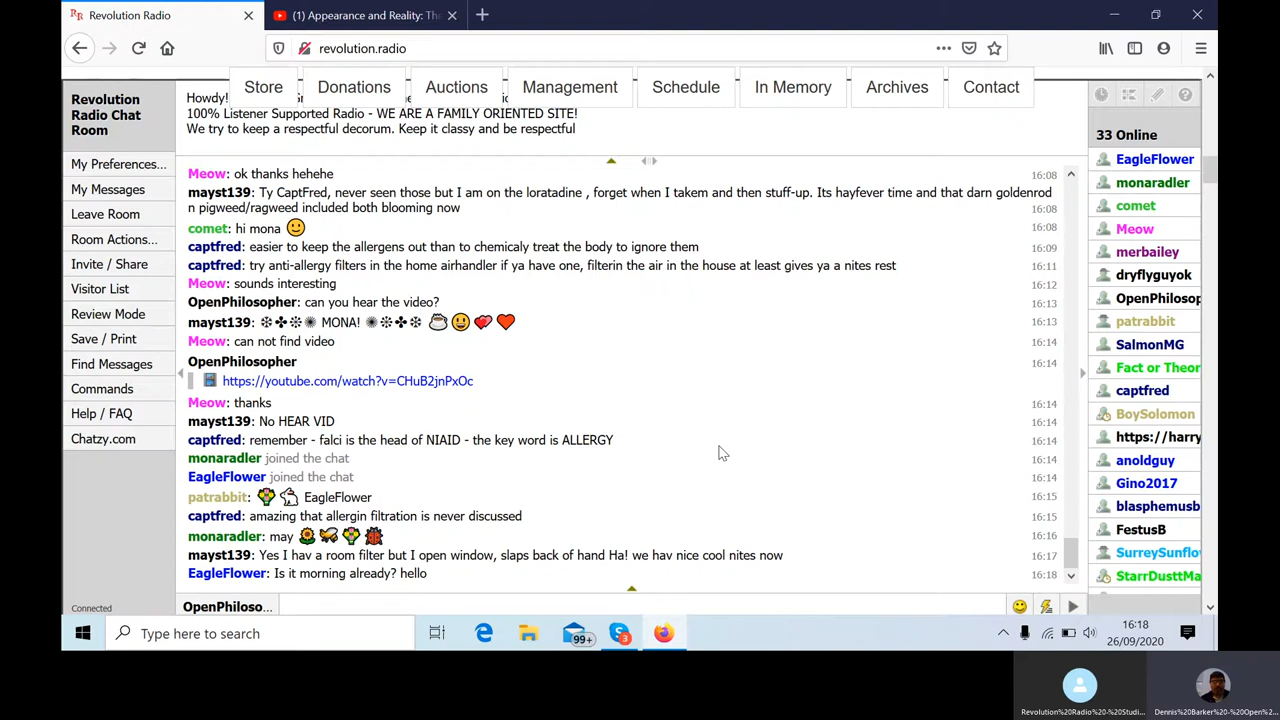 Revolution Radio
(1) Appearance and Reality: The
revolution.radio
Store
Donations
Auctions
Management
Schedule
In Memory
Archives
Contact
Revolution
Radio Chat
Room
My Preferences...
My Messages
Leave Room
Room Actions...
Invite / Share
Visitor List
Review Mode
Save / Print
Find Messages
Commands
Help / FAQ
Chatzy.com
Connected
Howdy!
100% Listener Supported Radio - WE ARE A FAMILY ORIENTED SITE!
We try to keep a respectful decorum. Keep it classy and be respectful
Meow: ok thanks hehehe 16:08
mayst139: Ty CaptFred, never seen those but I am on the loratadine , forget when I takem and then stuff-up. Its hayfever time and that darn goldenrod
n pigweed/ragweed included both blooming now 16:08
comet: hi mona 16:08
captfred: easier to keep the allergens out than to chemicaly treat the body to ignore them 16:09
captfred: try anti-allergy filters in the home airhandler if ya have one, filterin the air in the house at least gives ya a nites rest 16:11
Meow: sounds interesting 16:12
OpenPhilosopher: can you hear the video? 16:13
mayst139: ❊✣❊✺ MONA! ✺❊✣❊ ☕😃💕❤ 16:13
Meow: can not find video 16:14
OpenPhilosopher 16:14
https://youtube.com/watch?v=CHuB2jnPxOc
Meow: thanks 16:14
mayst139: No HEAR VID 16:14
captfred: remember - falci is the head of NIAID - the key word is ALLERGY 16:14
monaradler joined the chat 16:14
EagleFlower joined the chat 16:14
patrabbit: EagleFlower 16:15
captfred: amazing that allergin filtration is never discussed 16:15
monaradler: may 16:16
mayst139: Yes I hav a room filter but I open window, slaps back of hand Ha! we hav nice cool nites now 16:17
EagleFlower: Is it morning already? hello 16:18
OpenPhiloso...
33 Online
EagleFlower
monaradler
comet
Meow
merbailey
dryflyguyok
OpenPhilosop
patrabbit
SalmonMG
Fact or Theor
captfred
BoySolomon
https://harry
anoldguy
Gino2017
blasphemusb
FestusB
SurreySunflo
StarrDusttMa
Type here to search
99+
3
16:18
26/09/2020
Revolution%20Radio%20-%20Studi...
Dennis%20Barker%20-%20Open%2...